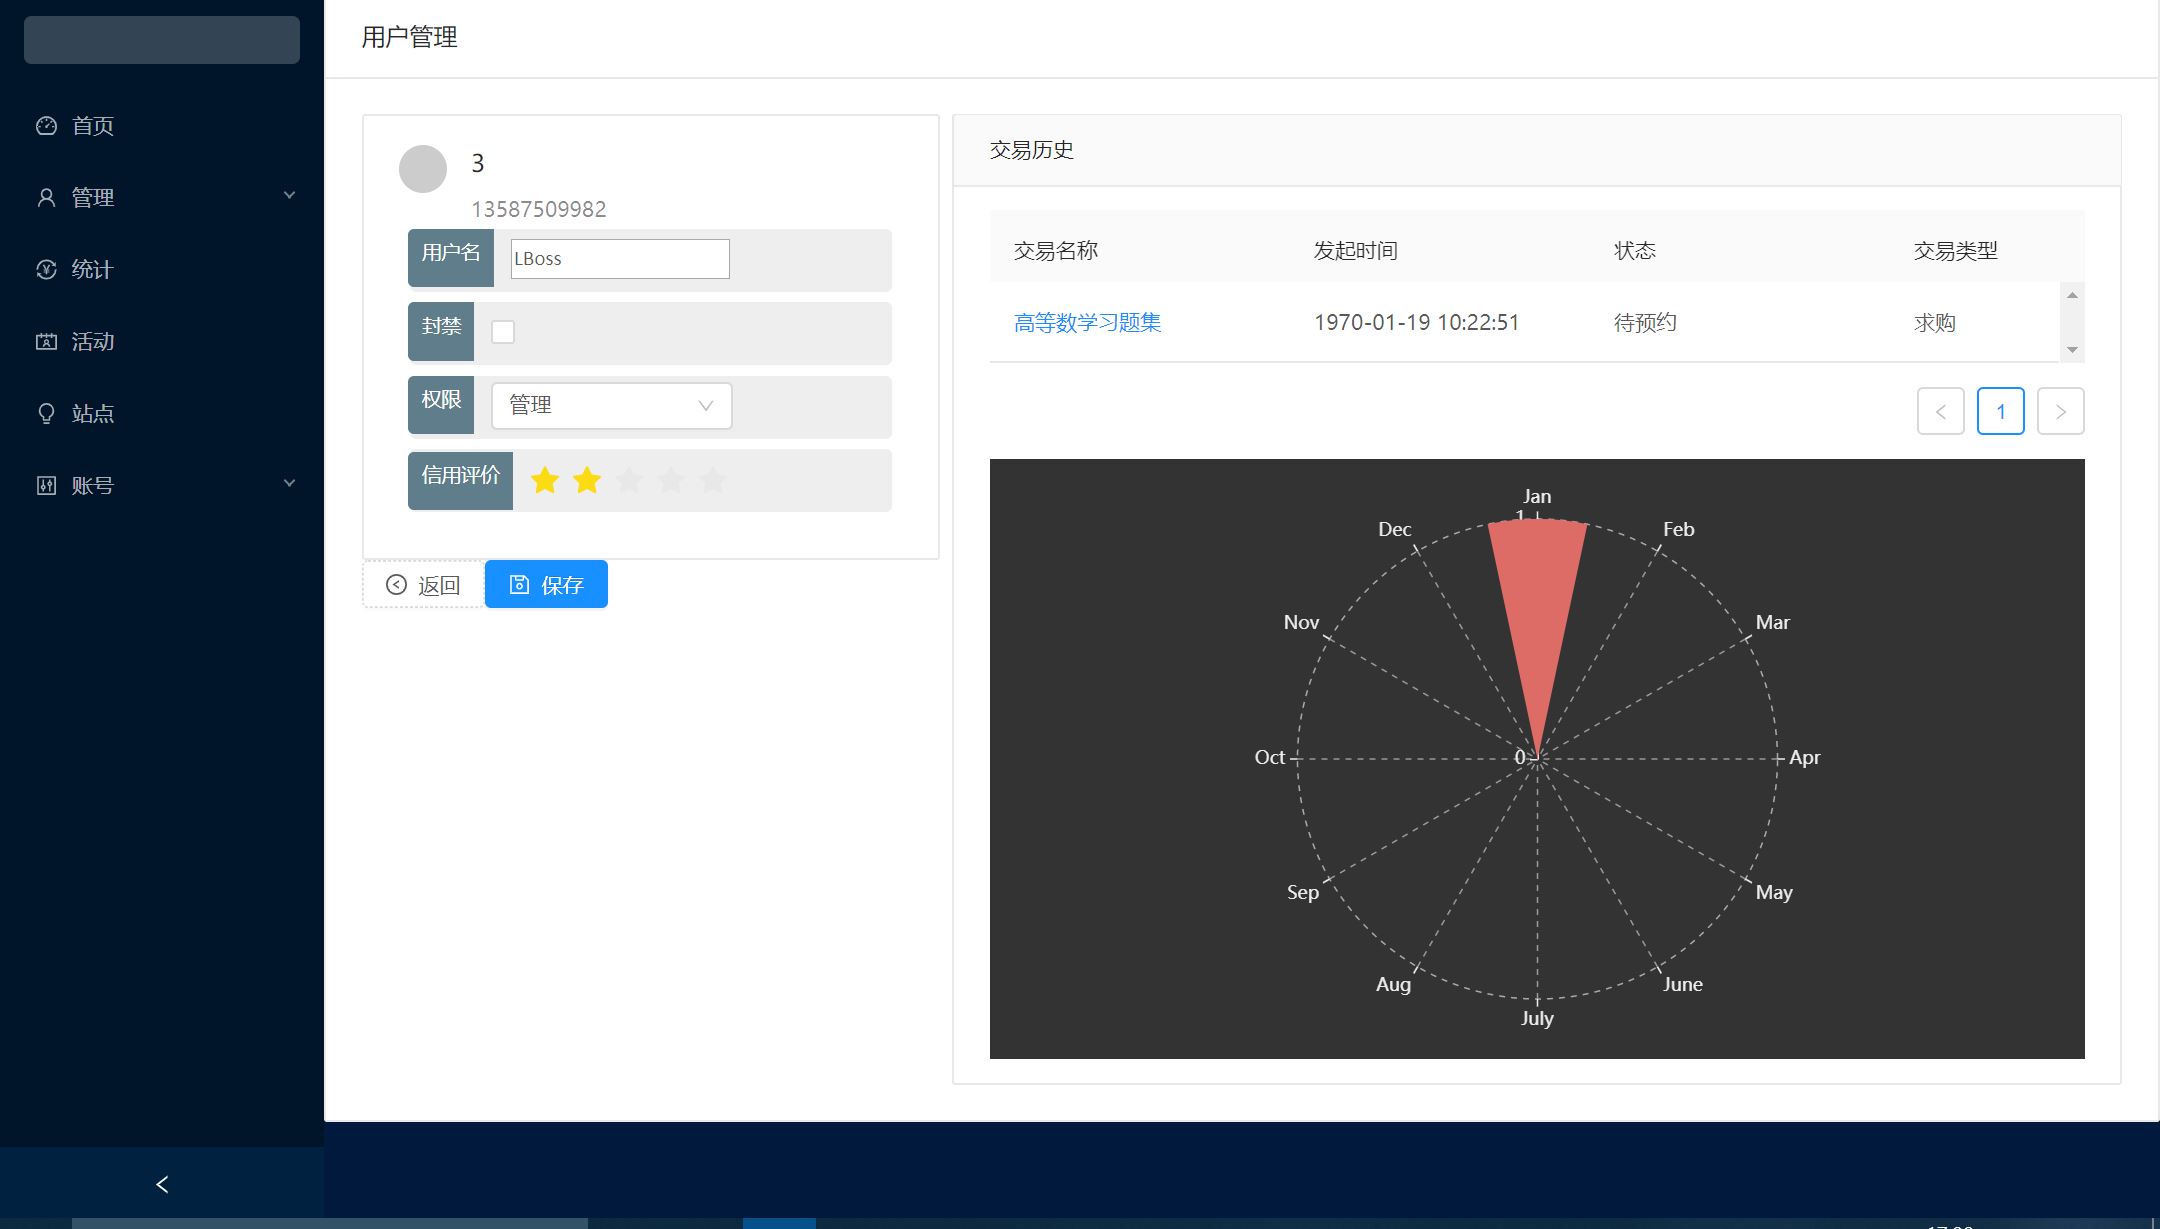 用户管理
首页
管理
统计
活动
站点
账号
3
13587509982
用户名 LBoss
封禁
权限 管理
信用评价
返回 保存
交易历史
交易名称 发起时间 状态 交易类型
高等数学习题集 1970-01-19 10:22:51 待预约 求购
1
Jan
1
Dec Feb
Nov Mar
Oct 0 Apr
Sep May
Aug June
July